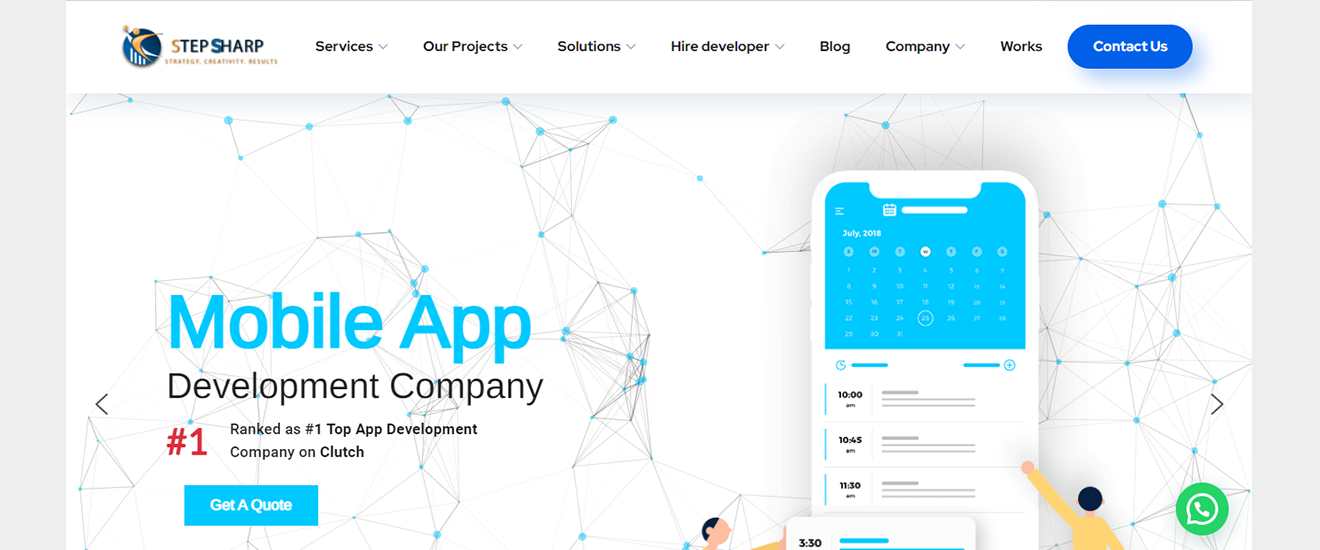 STEPSHARP
STRATEGY. CREATIVITY. RESULTS
Services
Our Projects
Solutions
Hire developer
Blog
Company
Works
Contact Us
Mobile App
Development Company
#1
Ranked as #1 Top App Development
Company on Clutch
Get A Quote
July, 2018
S M T W T F S
1 2 3 4 5 6 7
8 9 10 11 12 13 14
15 16 17 18 19 20 21
22 23 24 25 26 27 28
29 30 31
10:00
am
10:45
am
11:30
am
3:30